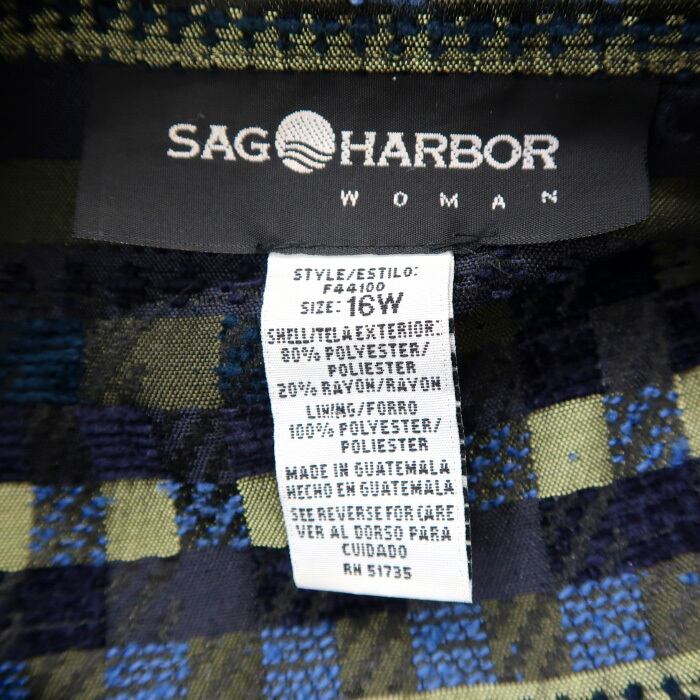 SAG HARBOR
WOMAN
STYLE/ESTILO:
F44100
SIZE: 16W
SHELL/TELA EXTERIOR:
80% POLYESTER/
POLIESTER
20% RAYON/RAYON
LINING/FORRO
100% POLYESTER/
POLIESTER
MADE IN GUATEMALA
HECHO EN GUATEMALA
SEE REVERSE FOR CARE
VER AL DORSO PARA
CUIDADO
RN 51735